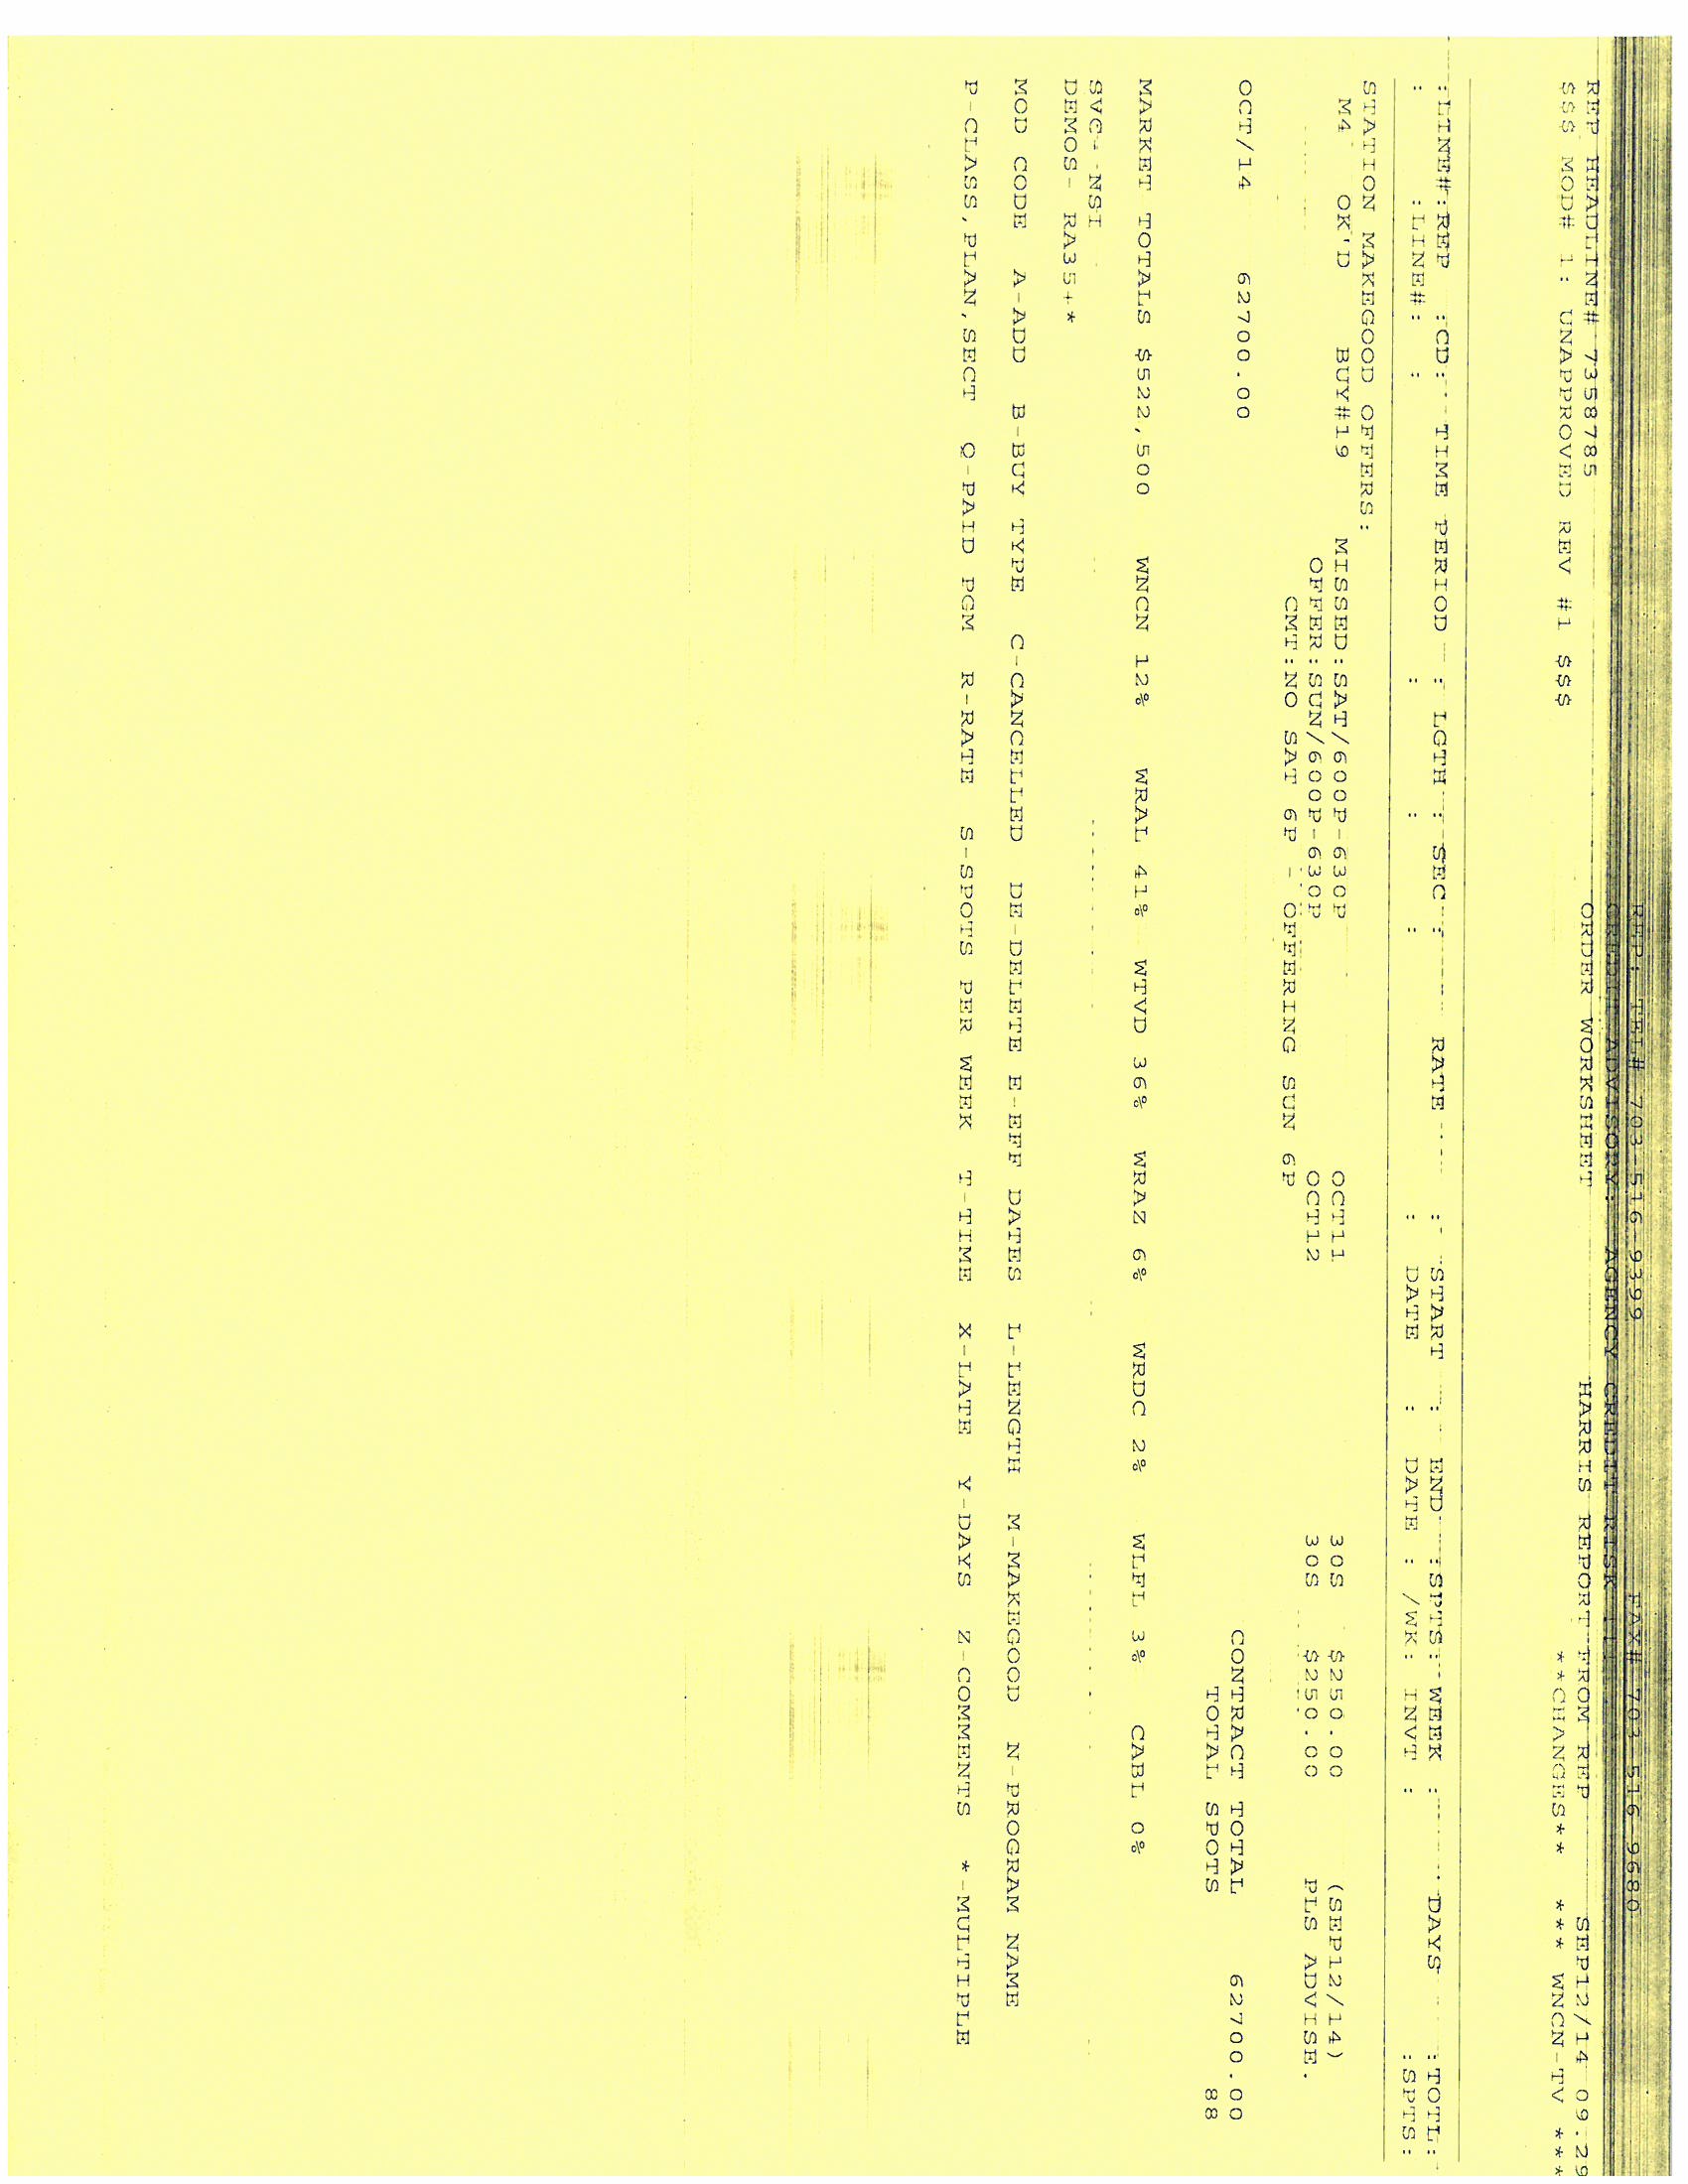 REP: TEL# 703-516-9399 FAX# 703-516-9680
CREDIT ADVISORY: AGENCY CREDIT RISK
REP HEADLINE# 7358785 ORDER WORKSHEET HARRIS REPORT FROM REP SEP12/14 09.29
$$$ MOD# 1: UNAPPROVED REV #1 $$$ **CHANGES** *** WNCN-TV ***
:LINE#:REP :CD: TIME PERIOD : LGTH : SEC : RATE : START : END :SPTS: WEEK : DAYS :TOTL:
: :LINE#: : : : : : DATE : DATE : /WK: INVT : :SPTS:
STATION MAKEGOOD OFFERS:
M4 OK'D BUY#19 MISSED:SAT/600P-630P OCT11 30S $250.00 (SEP12/14)
OFFER:SUN/600P-630P OCT12 30S $250.00 PLS ADVISE.
CMT:NO SAT 6P - OFFERING SUN 6P
OCT/14 62700.00 CONTRACT TOTAL 62700.00
TOTAL SPOTS 88
MARKET TOTALS $522,500 WNCN 12% WRAL 41% WTVD 36% WRAZ 6% WRDC 2% WLFL 3% CABL 0%
SVC- NSI
DEMOS- RA35+*
MOD CODE A-ADD B-BUY TYPE C-CANCELLED DE-DELETE E-EFF DATES L-LENGTH M-MAKEGOOD N-PROGRAM NAME
P-CLASS,PLAN,SECT Q-PAID PGM R-RATE S-SPOTS PER WEEK T-TIME X-LATE Y-DAYS Z-COMMENTS *-MULTIPLE